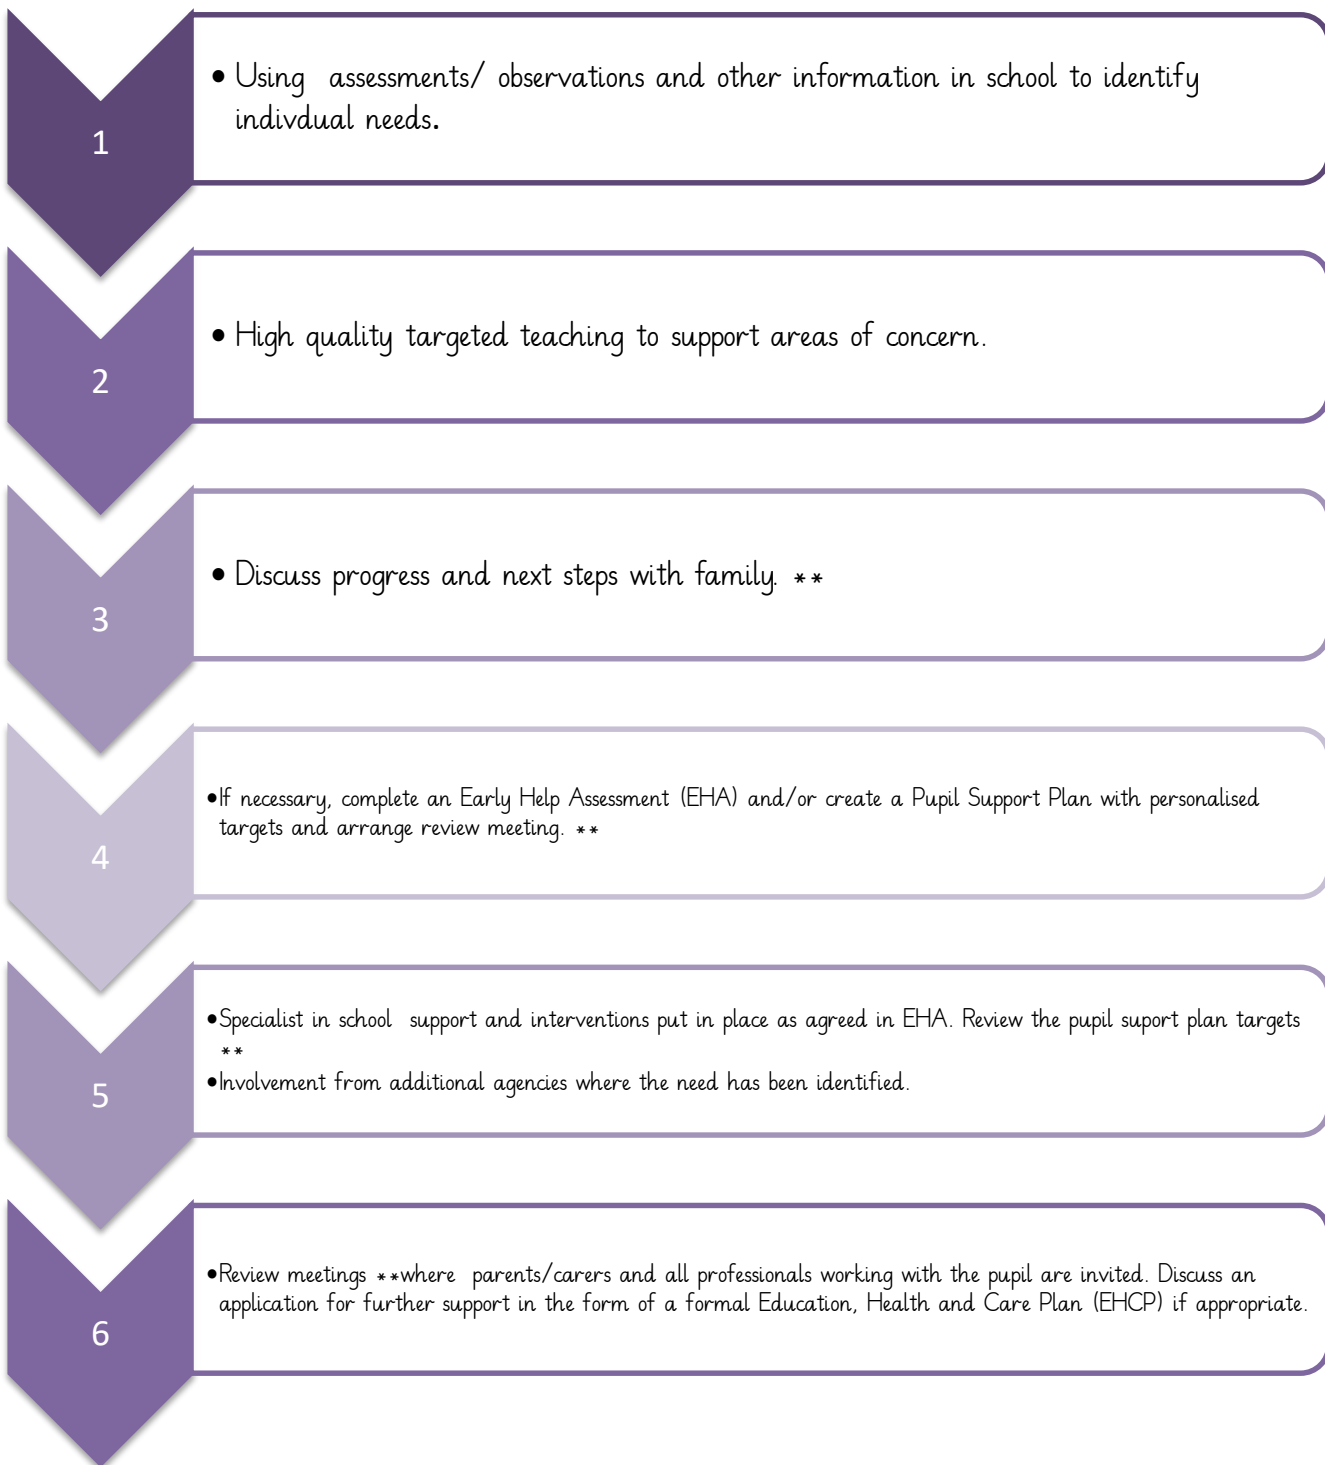 1
• Using assessments/ observations and other information in school to identify
indivdual needs.
2
• High quality targeted teaching to support areas of concern.
3
• Discuss progress and next steps with family. **
4
•If necessary, complete an Early Help Assessment (EHA) and/or create a Pupil Support Plan with personalised
targets and arrange review meeting. **
5
•Specialist in school support and interventions put in place as agreed in EHA. Review the pupil suport plan targets
**
•Involvement from additional agencies where the need has been identified.
6
•Review meetings **where parents/carers and all professionals working with the pupil are invited. Discuss an
application for further support in the form of a formal Education, Health and Care Plan (EHCP) if appropriate.